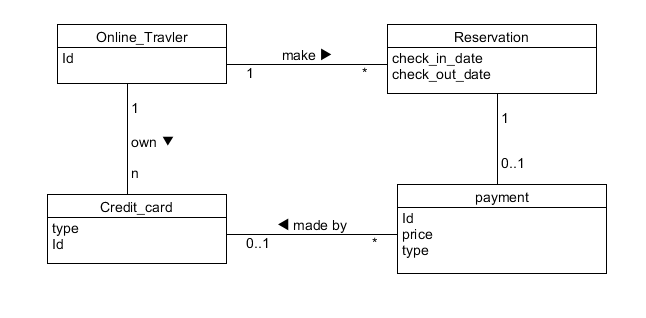 Online_Travler
Id
make ▶
1
*
Reservation
check_in_date
check_out_date
1
own ▼
n
1
0..1
Credit_card
type
Id
◀ made by
0..1
*
payment
Id
price
type